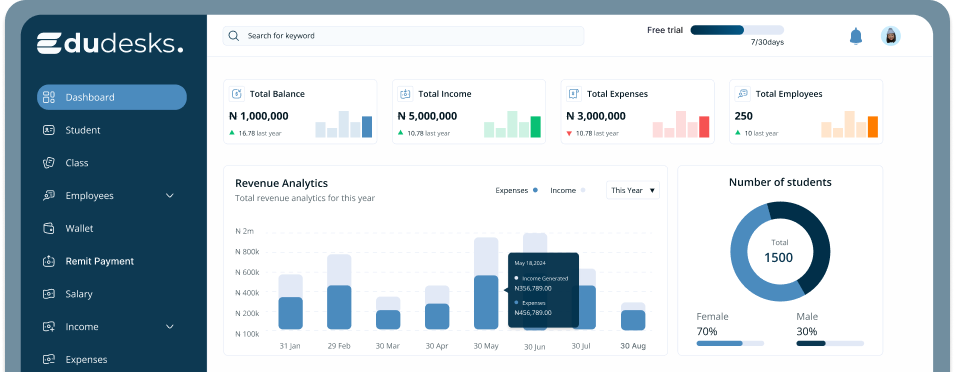 Edudesks.
Dashboard
Student
Class
Employees
Wallet
Remit Payment
Salary
Income
Expenses
Search for keyword
Free trial
7/30days
Total Balance
N 1,000,000
16.78 last year
Total Income
N 5,000,000
10.78 last year
Total Expenses
N 3,000,000
10.78 last year
Total Employees
250
10 last year
Revenue Analytics
Total revenue analytics for this year
Expenses
Income
This Year
N 2m
N 800k
N 600k
N 400k
N 200k
N 100k
May 18,2024
Income Generated
N356,789.00
Expenses
N456,789.00
31 Jan
29 Feb
30 Mar
30 Apr
30 May
30 Jun
30 Jul
30 Aug
Number of students
Total
1500
Female
70%
Male
30%